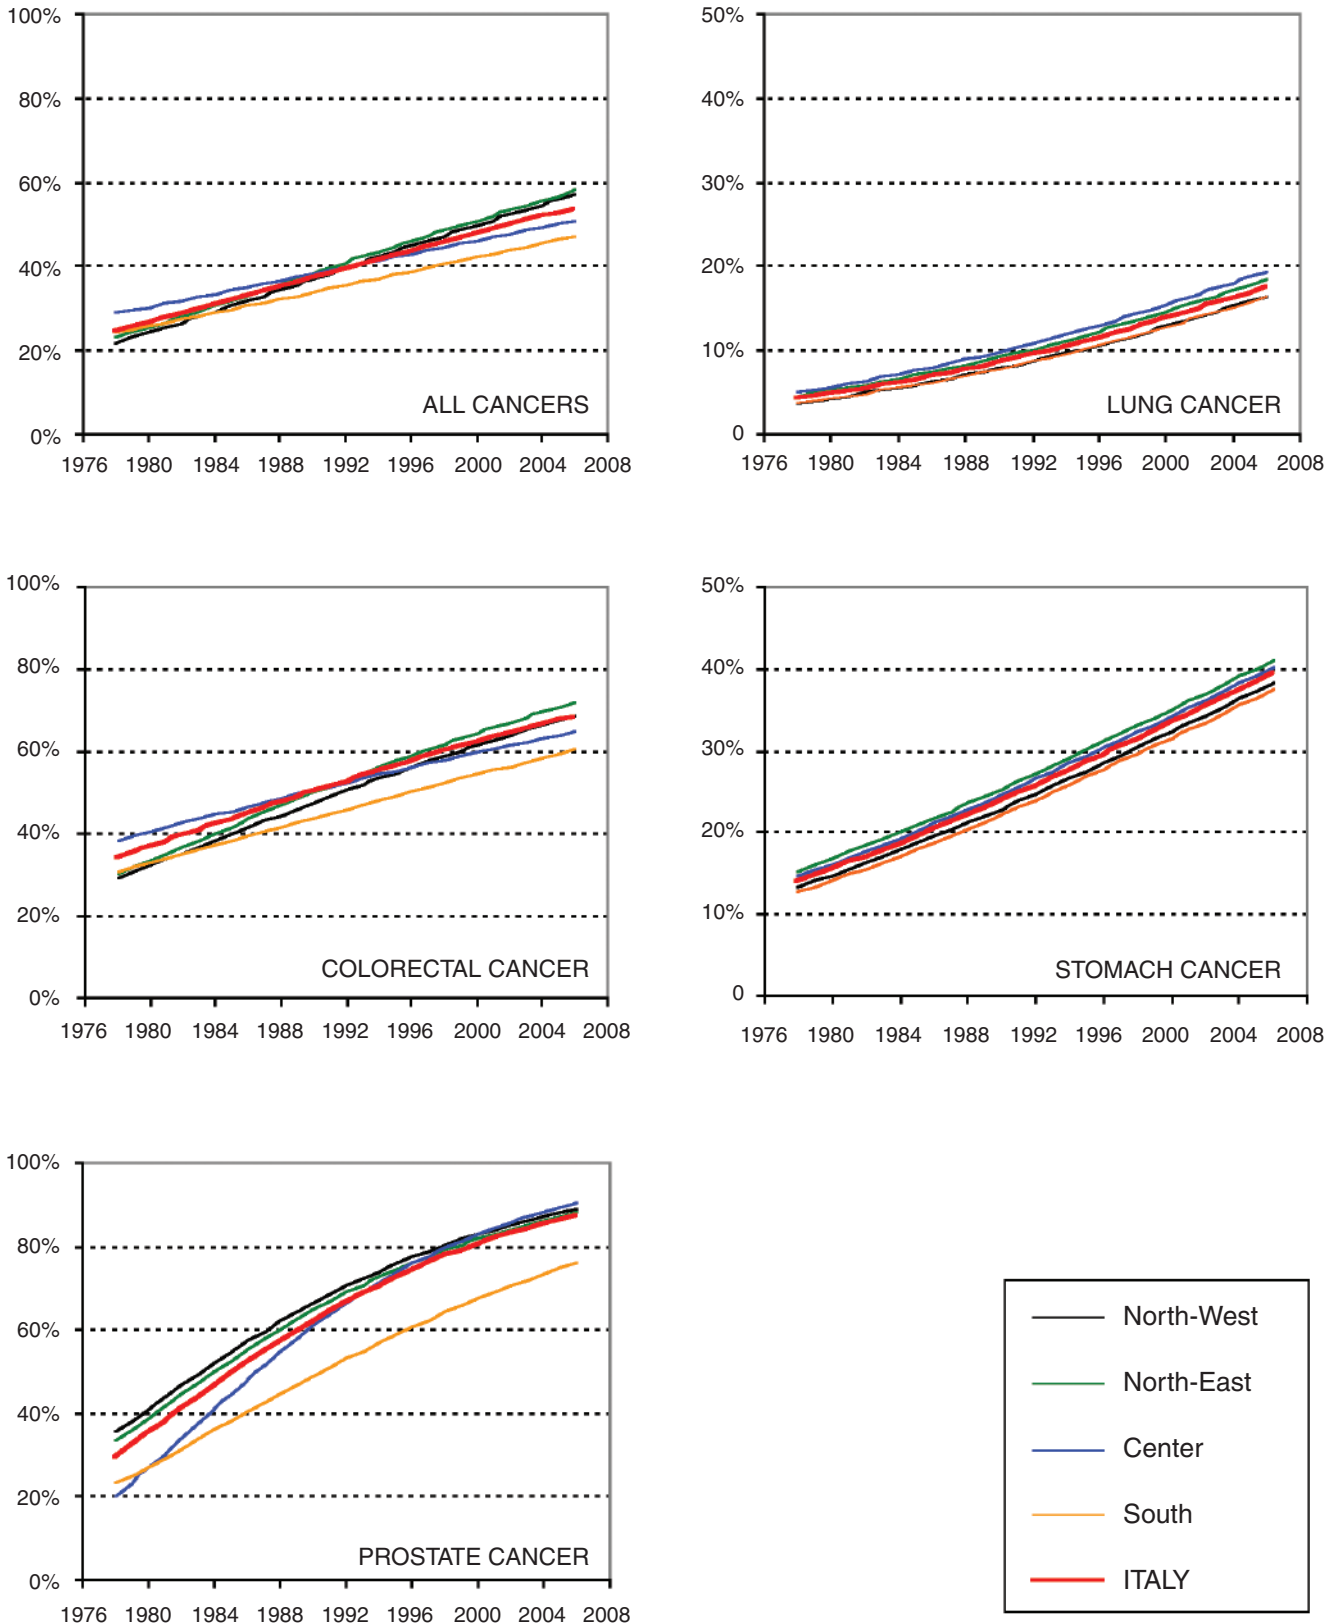 100%
80%
60%
40%
20%
0%
ALL CANCERS
1976 1980 1984 1988 1992 1996 2000 2004 2008
50%
40%
30%
20%
10%
0
LUNG CANCER
1976 1980 1984 1988 1992 1996 2000 2004 2008
100%
80%
60%
40%
20%
0%
COLORECTAL CANCER
1976 1980 1984 1988 1992 1996 2000 2004 2008
50%
40%
30%
20%
10%
0
STOMACH CANCER
1976 1980 1984 1988 1992 1996 2000 2004 2008
100%
80%
60%
40%
20%
0%
PROSTATE CANCER
1976 1980 1984 1988 1992 1996 2000 2004 2008
North-West
North-East
Center
South
ITALY